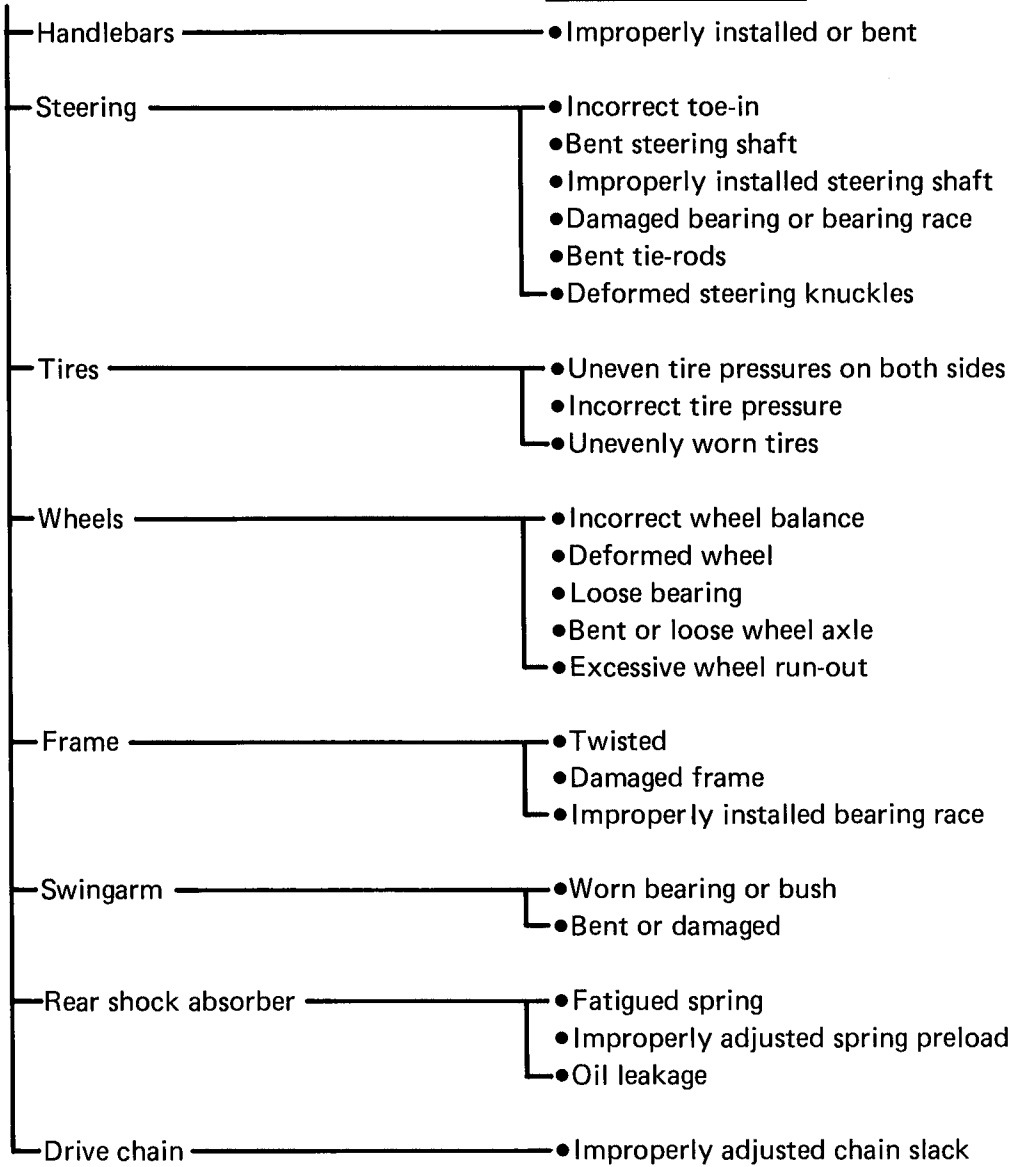 Handlebars ●Improperly installed or bent
Steering ●Incorrect toe-in
●Bent steering shaft
●Improperly installed steering shaft
●Damaged bearing or bearing race
●Bent tie-rods
●Deformed steering knuckles
Tires ●Uneven tire pressures on both sides
●Incorrect tire pressure
●Unevenly worn tires
Wheels ●Incorrect wheel balance
●Deformed wheel
●Loose bearing
●Bent or loose wheel axle
●Excessive wheel run-out
Frame ●Twisted
●Damaged frame
●Improperly installed bearing race
Swingarm ●Worn bearing or bush
●Bent or damaged
Rear shock absorber ●Fatigued spring
●Improperly adjusted spring preload
●Oil leakage
Drive chain ●Improperly adjusted chain slack